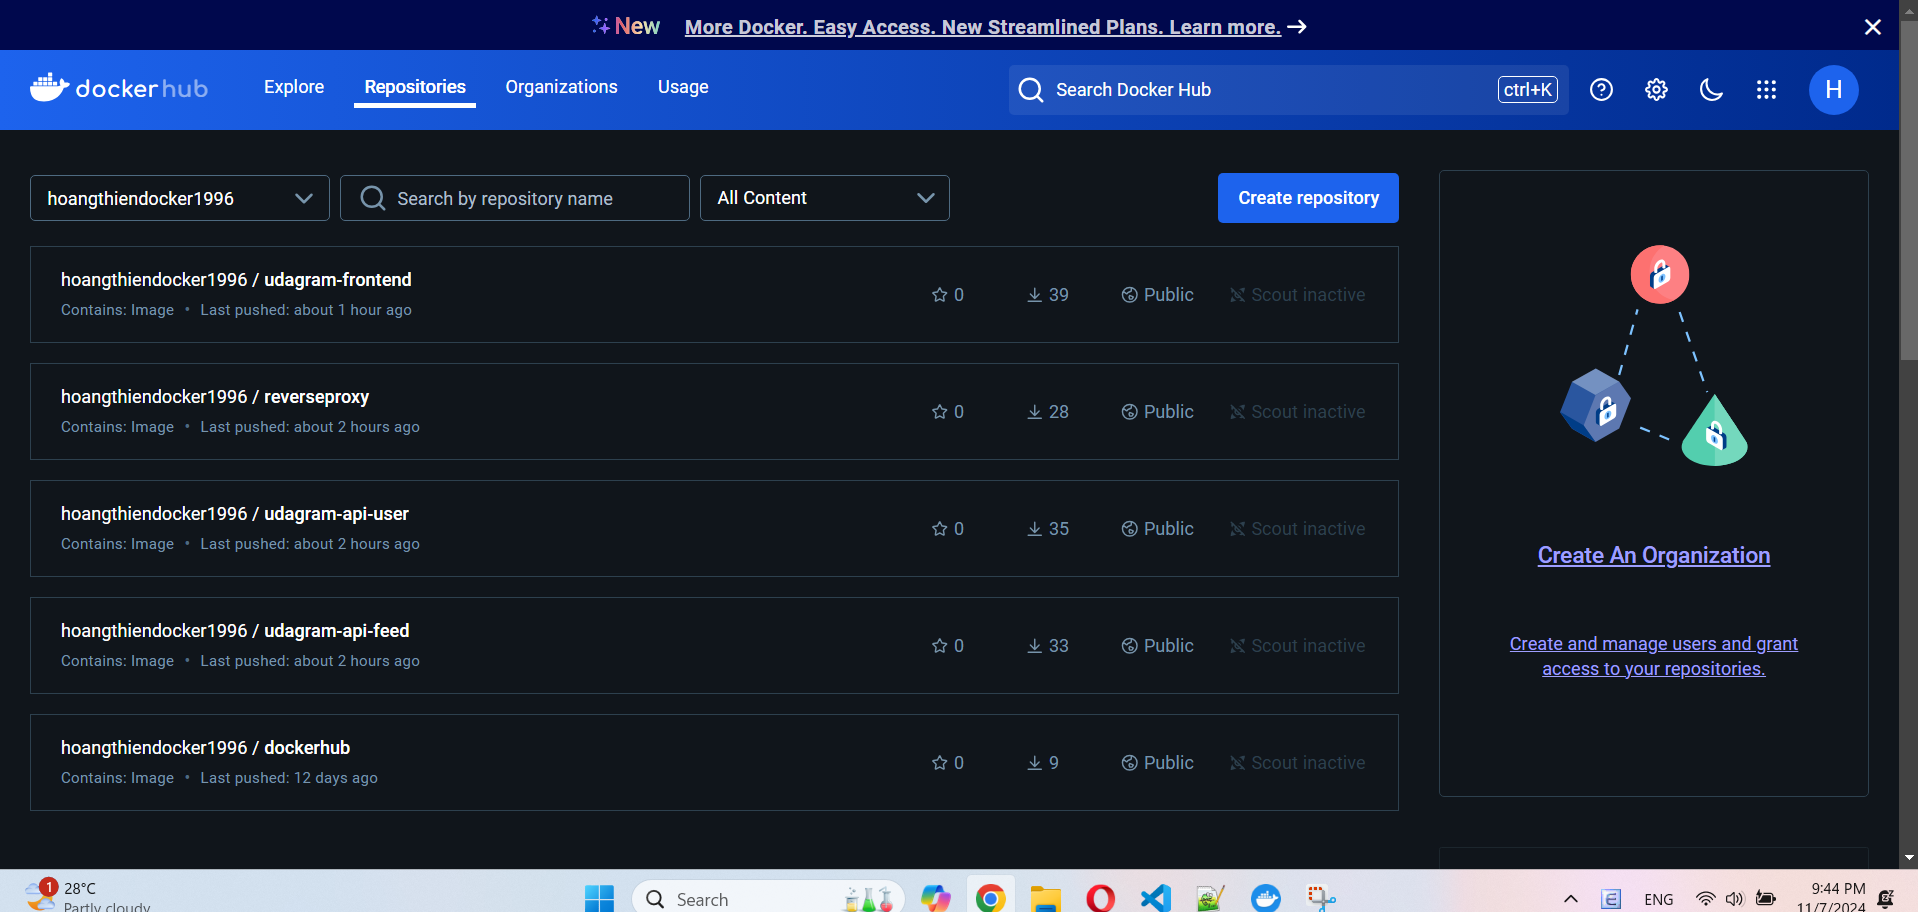 New More Docker. Easy Access. New Streamlined Plans. Learn more.
dockerhub Explore Repositories Organizations Usage Search Docker Hub ctrl+K H
hoangthiendocker1996 Search by repository name All Content Create repository
hoangthiendocker1996 / udagram-frontend
Contains: Image • Last pushed: about 1 hour ago
0 39 Public Scout inactive
hoangthiendocker1996 / reverseproxy
Contains: Image • Last pushed: about 2 hours ago
0 28 Public Scout inactive
hoangthiendocker1996 / udagram-api-user
Contains: Image • Last pushed: about 2 hours ago
0 35 Public Scout inactive
hoangthiendocker1996 / udagram-api-feed
Contains: Image • Last pushed: about 2 hours ago
0 33 Public Scout inactive
hoangthiendocker1996 / dockerhub
Contains: Image • Last pushed: 12 days ago
0 9 Public Scout inactive
Create An Organization
Create and manage users and grant
access to your repositories.
1 28°C
Partly cloudy
Search
ENG
9:44 PM
11/7/2024